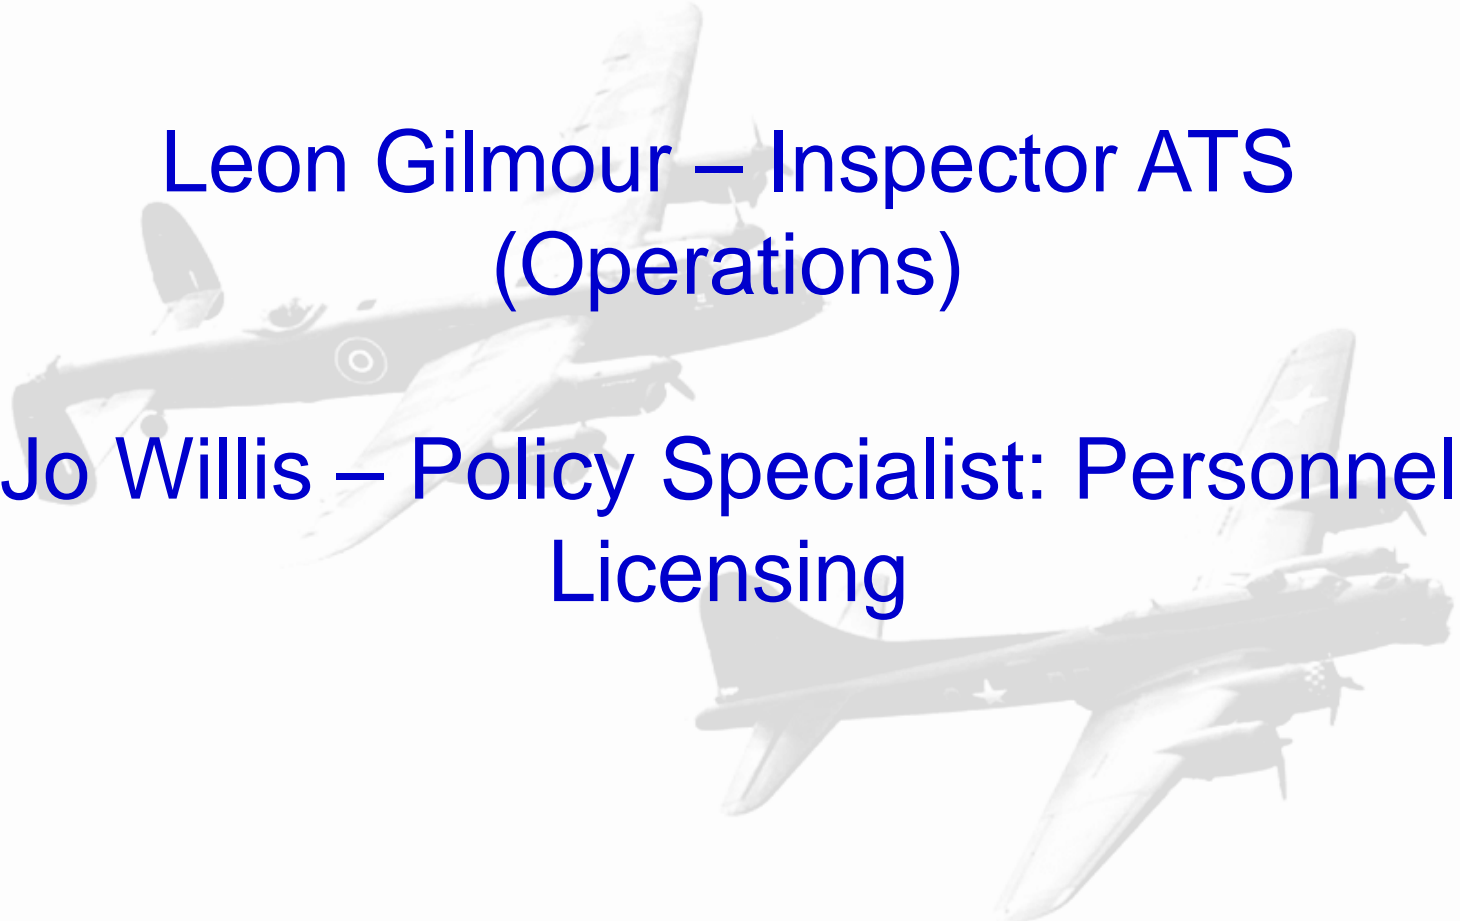 Leon Gilmour – Inspector ATS
(Operations)
Jo Willis – Policy Specialist: Personnel
Licensing